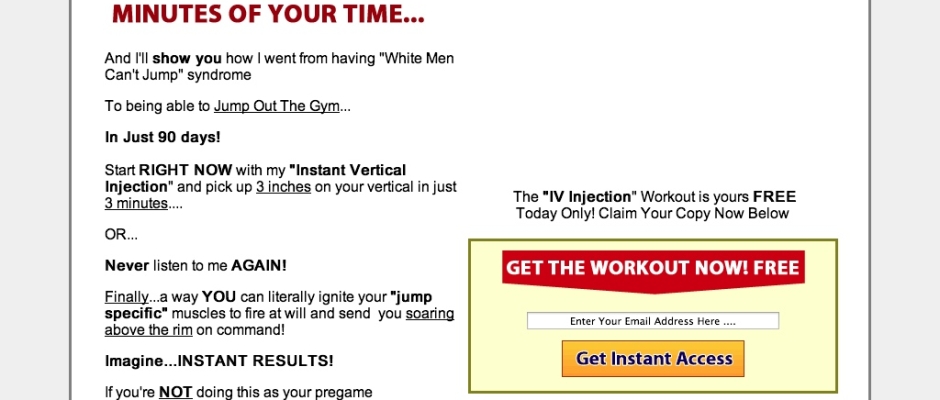 MINUTES OF YOUR TIME...
And I'll show you how I went from having "White Men
Can't Jump" syndrome
To being able to Jump Out The Gym...
In Just 90 days!
Start RIGHT NOW with my "Instant Vertical
Injection" and pick up 3 inches on your vertical in just
3 minutes....
OR...
Never listen to me AGAIN!
Finally...a way YOU can literally ignite your "jump
specific" muscles to fire at will and send  you soaring
above the rim on command!
Imagine...INSTANT RESULTS!
If you're NOT doing this as your pregame
The "IV Injection" Workout is yours FREE
Today Only! Claim Your Copy Now Below
GET THE WORKOUT NOW! FREE
Enter Your Email Address Here ....
Get Instant Access